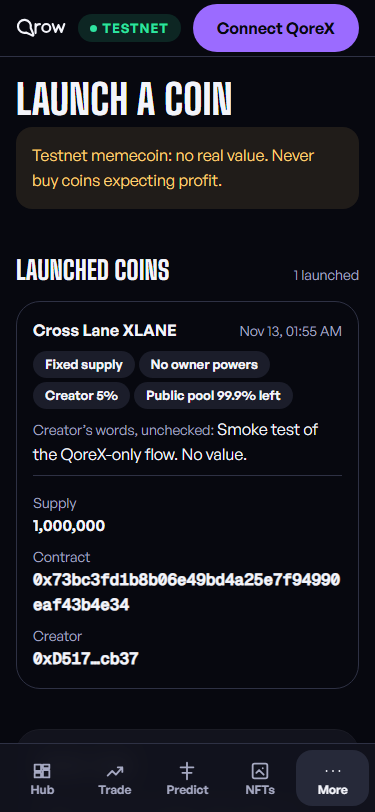 Qrow
TESTNET
Connect QoreX
LAUNCH A COIN
Testnet memecoin: no real value. Never
buy coins expecting profit.
LAUNCHED COINS
1 launched
Cross Lane XLANE
Nov 13, 01:55 AM
Fixed supply
No owner powers
Creator 5%
Public pool 99.9% left
Creator's words, unchecked: Smoke test of
the QoreX-only flow. No value.
Supply
1,000,000
Contract
0x73bc3fd1b8b06e49bd4a25e7f94990
eaf43b4e34
Creator
0xD517…cb37
Hub
Trade
Predict
NFTs
More